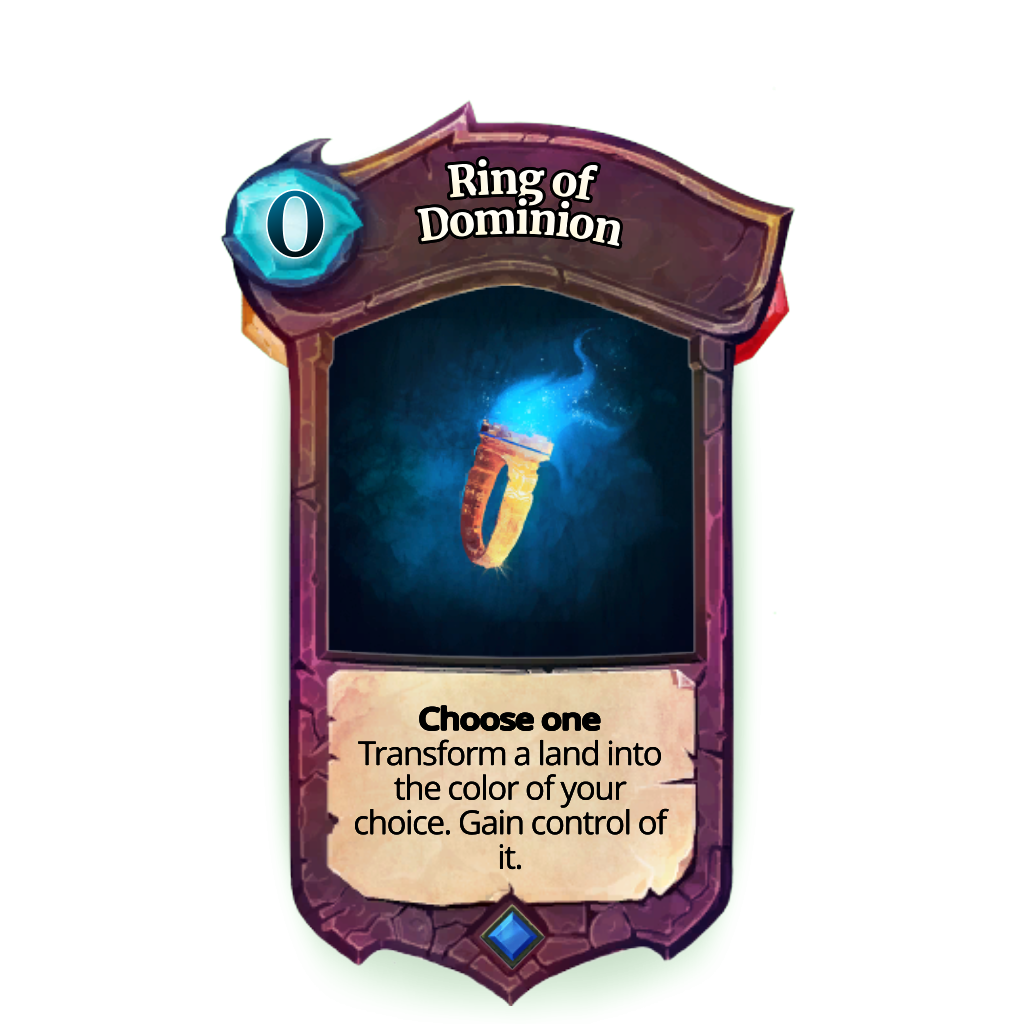 0
Ring of
Dominion
Choose one
Transform a land into
the color of your
choice. Gain control of
it.